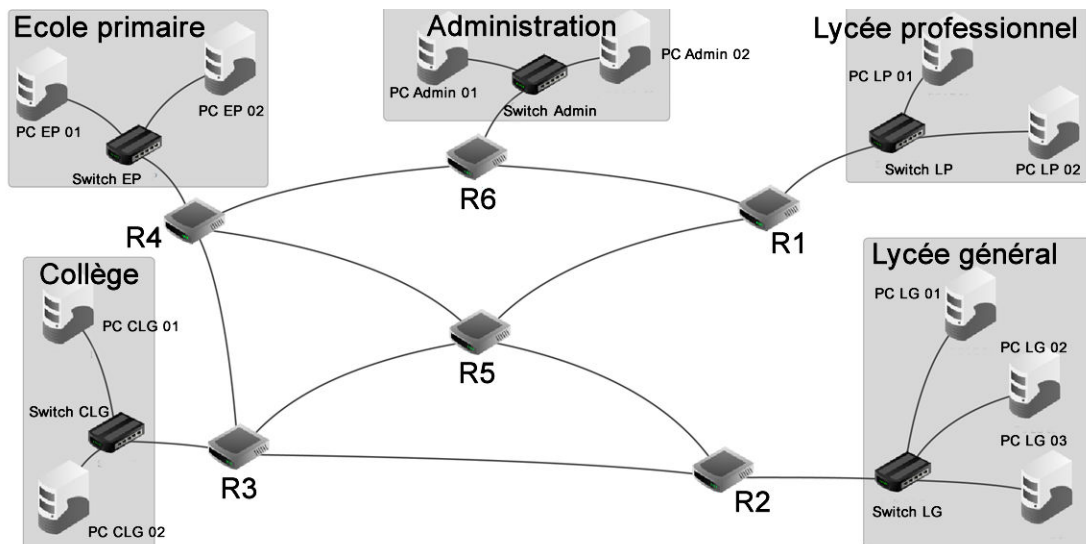 Ecole primaire
PC EP 01
PC EP 02
Switch EP
Administration
PC Admin 01
PC Admin 02
Switch Admin
Lycée professionnel
PC LP 01
Switch LP
PC LP 02
R6
R4
R1
Collège
PC CLG 01
Switch CLG
PC CLG 02
R5
R3
R2
Lycée général
PC LG 01
PC LG 02
PC LG 03
Switch LG